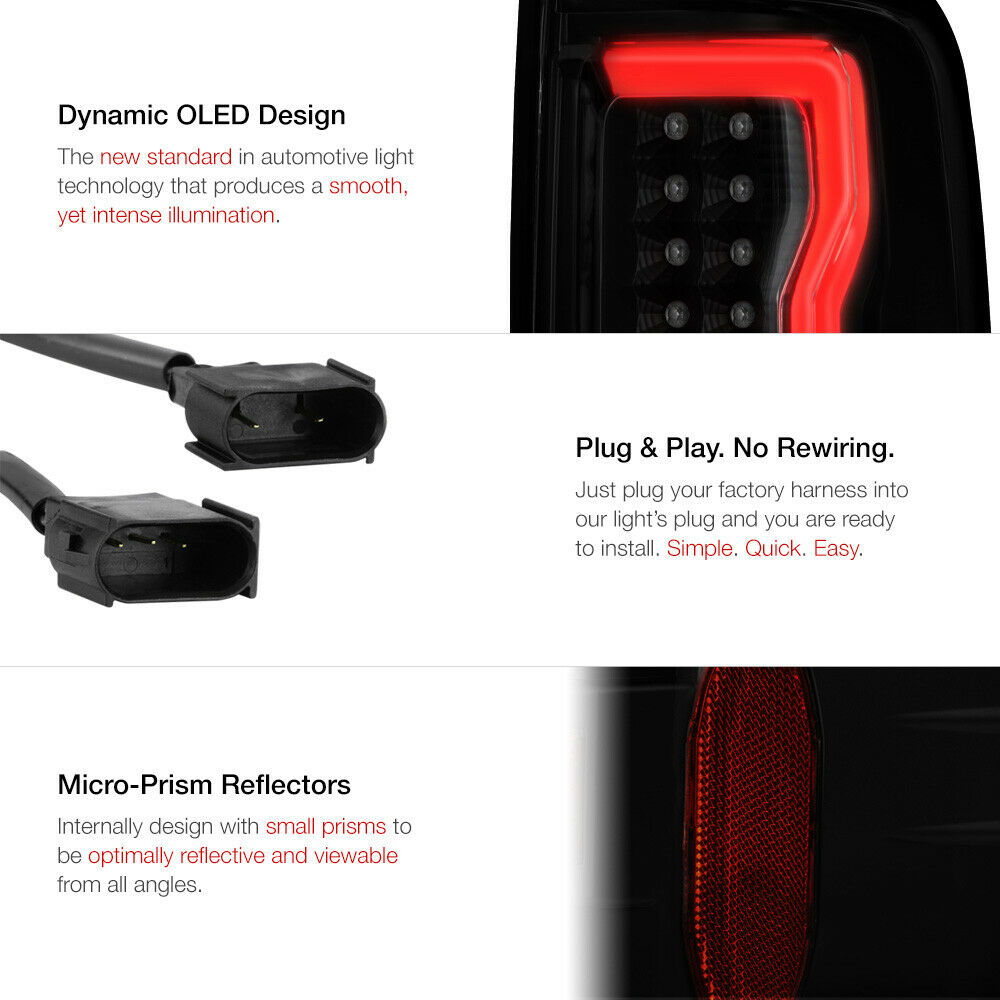 Dynamic OLED Design
The new standard in automotive light
technology that produces a smooth,
yet intense illumination.
Plug & Play. No Rewiring.
Just plug your factory harness into
our light's plug and you are ready
to install. Simple. Quick. Easy.
Micro-Prism Reflectors
Internally design with small prisms to
be optimally reflective and viewable
from all angles.